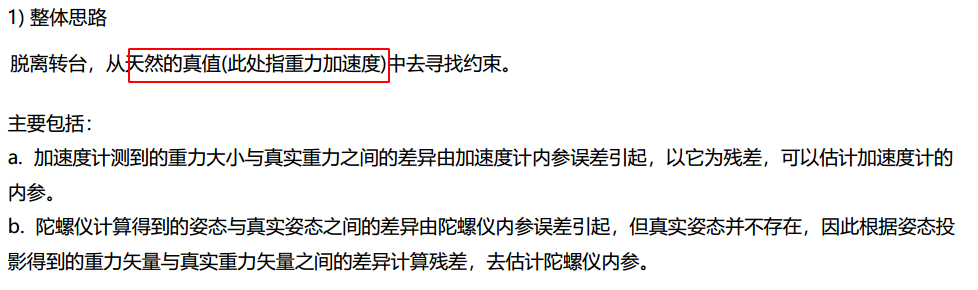 1) 整体思路
脱离转台，从天然的真值(此处指重力加速度)中去寻找约束。
主要包括：
a. 加速度计测到的重力大小与真实重力之间的差异由加速度计内参误差引起，以它为残差，可以估计加速度计的
内参。
b. 陀螺仪计算得到的姿态与真实姿态之间的差异由陀螺仪内参误差引起，但真实姿态并不存在，因此根据姿态投
影得到的重力矢量与真实重力矢量之间的差异计算残差，去估计陀螺仪内参。